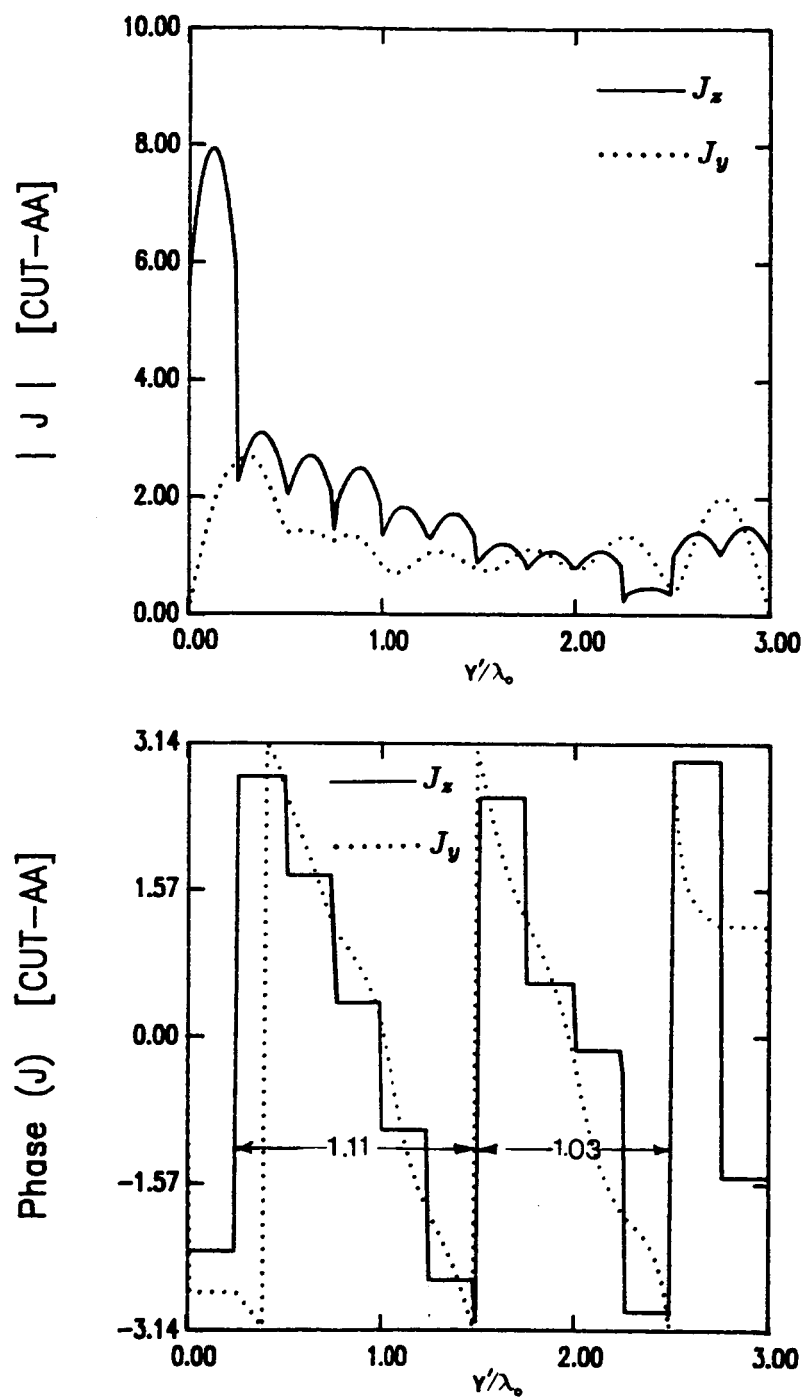 10.00
J_z
8.00
J_y
6.00
4.00
2.00
0.00
| J | [CUT-AA]
0.00 1.00 2.00 3.00
Y'/λ₀
3.14
J_z
J_y
1.57
0.00
1.11 1.03
-1.57
-3.14
Phase (J) [CUT-AA]
0.00 1.00 2.00 3.00
Y'/λ₀